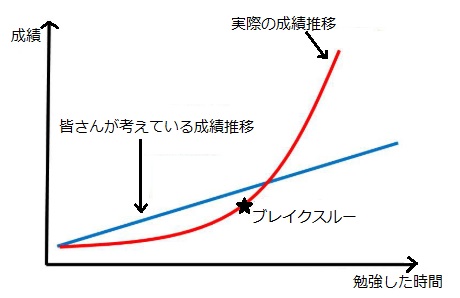 実際の成績推移
成績
皆さんが考えている成績推移
ブレイクスルー
勉強した時間